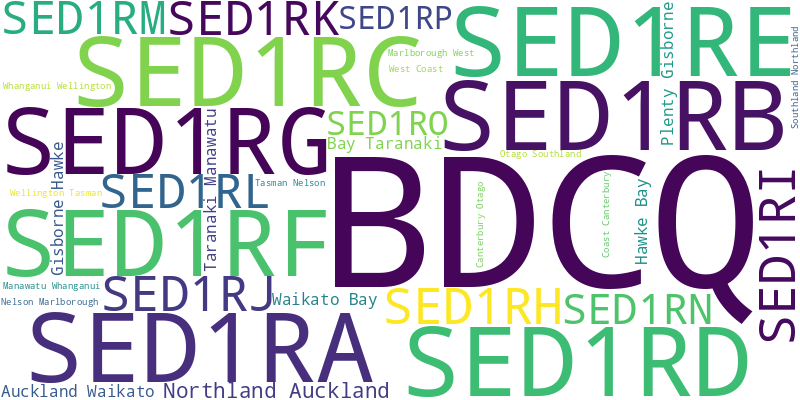 SED1RM
SED1RK
SED1RP
SED1RE
SED1RC
Marlborough West
West Coast
Plenty Gisborne
Southland Northland
Whanganui Wellington
SED1RG
SED1RB
SED1RO
Bay Taranaki
Otago Southland
BDCQ
Gisborne Hawke
Taranaki Manawatu
SED1RL
Tasman Nelson
Wellington Tasman
Canterbury Otago
Coast Canterbury
Hawke Bay
SED1RI
SED1RF
Manawatu Whanganui
Nelson Marlborough
SED1RJ
Waikato Bay
SED1RH
SED1RN
SED1RA
SED1RD
Auckland Waikato
Northland Auckland